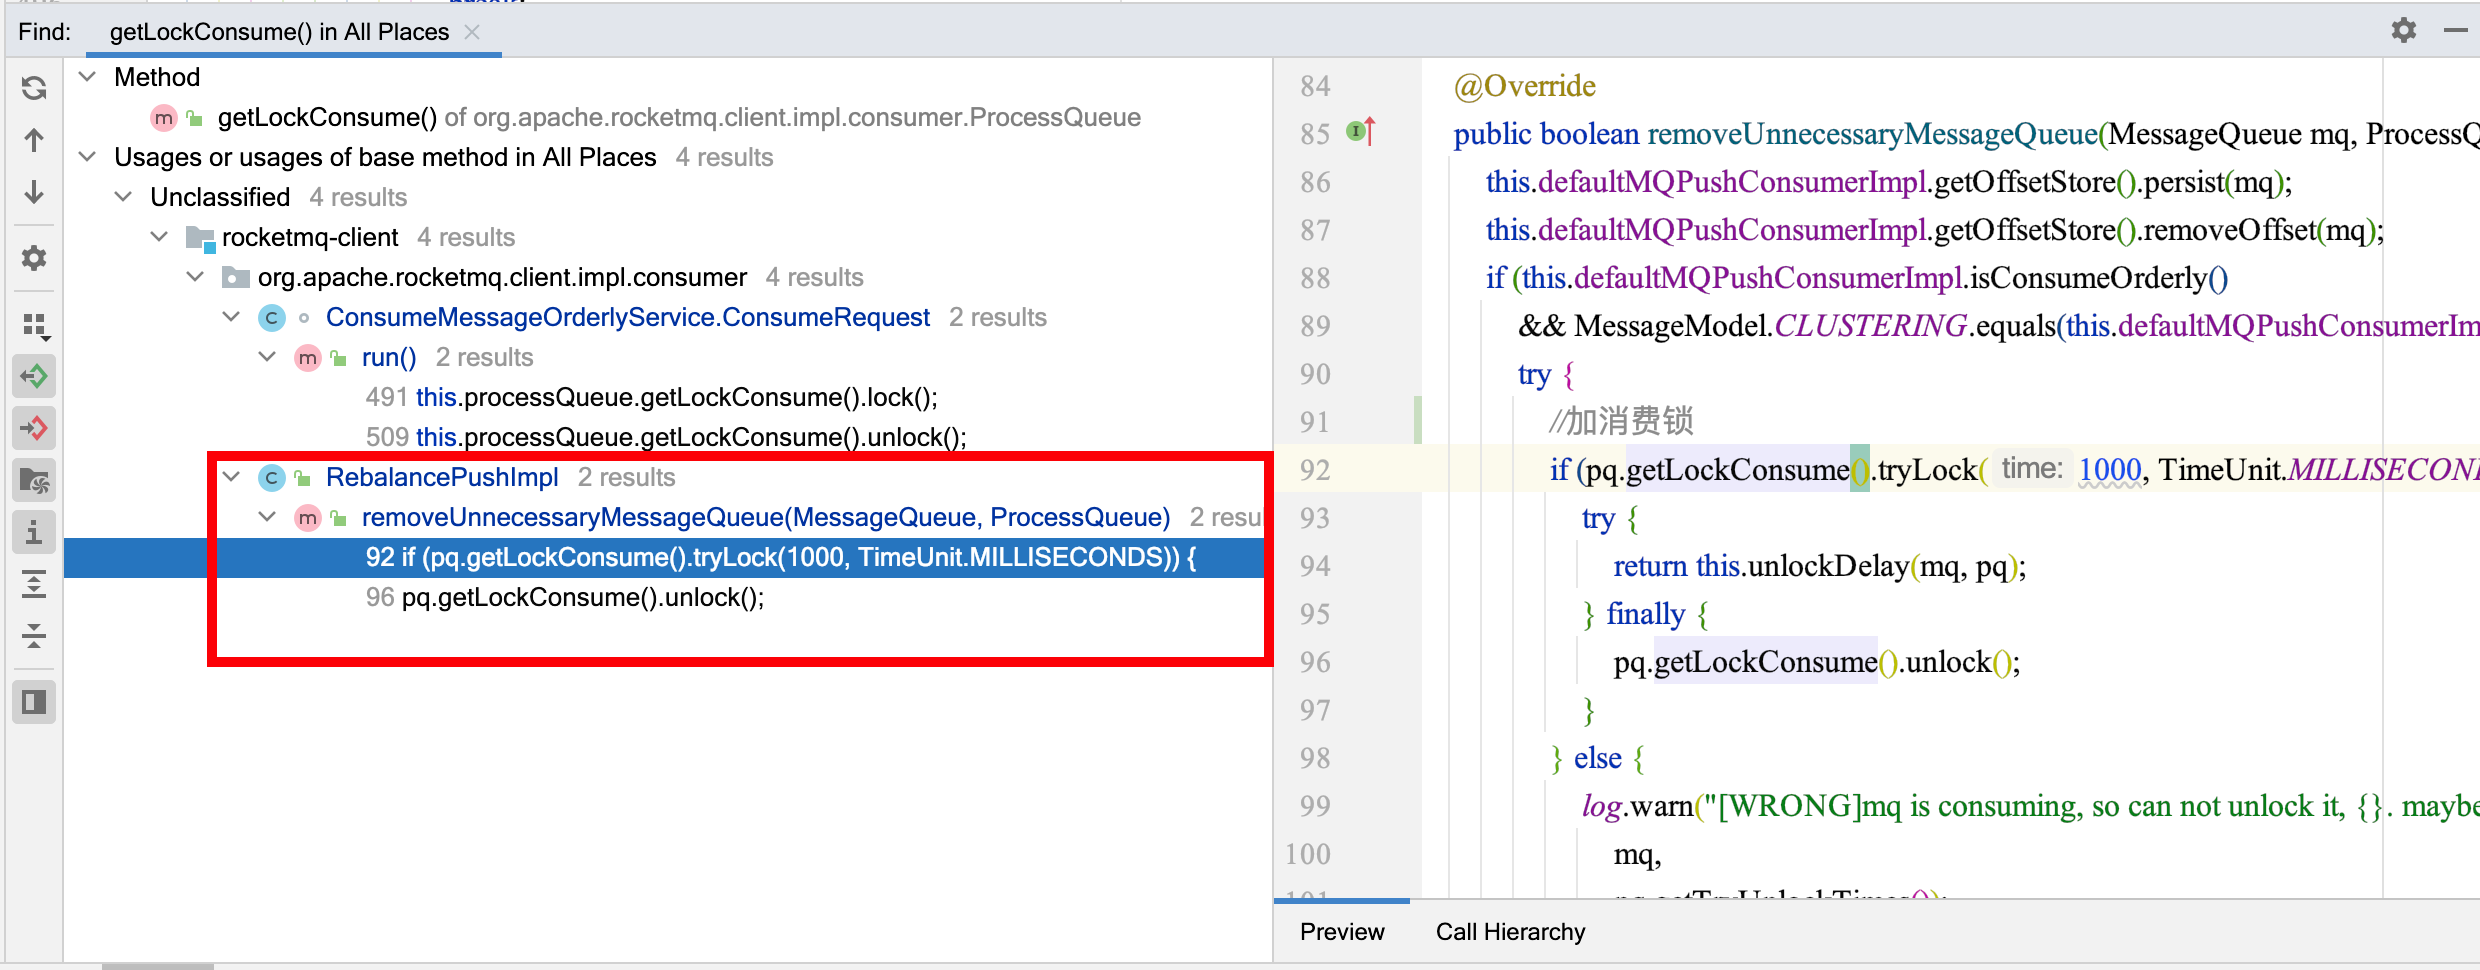 Find: getLockConsume() in All Places
Method
getLockConsume() of org.apache.rocketmq.client.impl.consumer.ProcessQueue
Usages or usages of base method in All Places 4 results
Unclassified 4 results
rocketmq-client 4 results
org.apache.rocketmq.client.impl.consumer 4 results
ConsumeMessageOrderlyService.ConsumeRequest 2 results
run() 2 results
491 this.processQueue.getLockConsume().lock();
509 this.processQueue.getLockConsume().unlock();
RebalancePushImpl 2 results
removeUnnecessaryMessageQueue(MessageQueue, ProcessQueue) 2 resu
92 if (pq.getLockConsume().tryLock(1000, TimeUnit.MILLISECONDS)) {
96 pq.getLockConsume().unlock();
84 @Override
85 public boolean removeUnnecessaryMessageQueue(MessageQueue mq, ProcessQ
86 this.defaultMQPushConsumerImpl.getOffsetStore().persist(mq);
87 this.defaultMQPushConsumerImpl.getOffsetStore().removeOffset(mq);
88 if (this.defaultMQPushConsumerImpl.isConsumeOrderly()
89 && MessageModel.CLUSTERING.equals(this.defaultMQPushConsumerIm
90 try {
91 //加消费锁
92 if (pq.getLockConsume().tryLock( time: 1000, TimeUnit.MILLISECOND
93 try {
94 return this.unlockDelay(mq, pq);
95 } finally {
96 pq.getLockConsume().unlock();
97 }
98 } else {
99 log.warn("[WRONG]mq is consuming, so can not unlock it, {}. maybe
100 mq,
101 pq.getTryUnlockTimes());
Preview Call Hierarchy